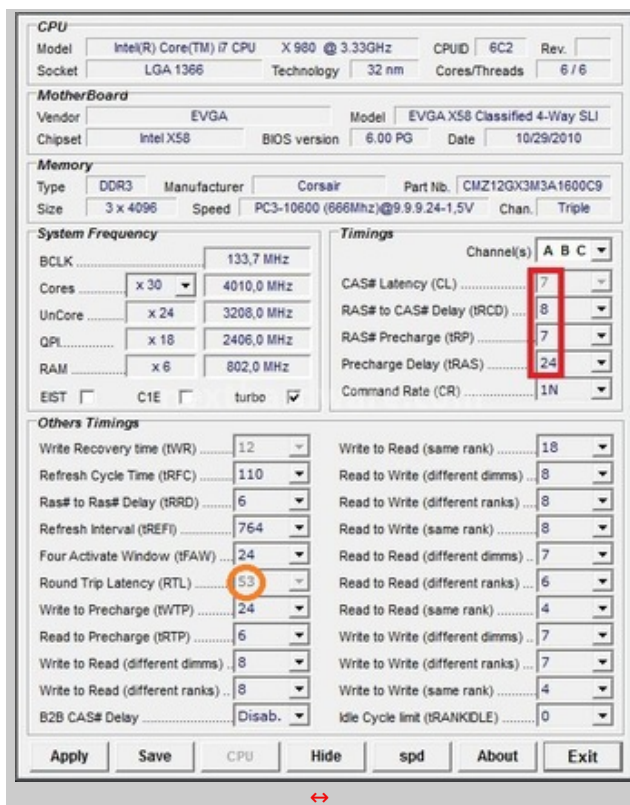 CPU
Model Intel(R) Core(TM) i7 CPU X 980 @ 3.33GHz CPUID 6C2 Rev.
Socket LGA 1366 Technology 32 nm Cores/Threads 6 / 6
MotherBoard
Vendor EVGA Model EVGA X58 Classified 4-Way SLI
Chipset Intel X58 BIOS version 6.00 PG Date 10/29/2010
Memory
Type DDR3 Manufacturer Corsair Part Nb. CMZ12GX3M3A1600C9
Size 3 x 4096 Speed PC3-10600 (666Mhz)@9.9.9.24-1,5V Chan. Triple
System Frequency
BCLK 133,7 MHz
Cores x 30 4010,0 MHz
UnCore x 24 3208,0 MHz
QPI x 18 2406,0 MHz
RAM x 6 802,0 MHz
EIST C1E turbo
Timings
Channel(s) A B C
CAS# Latency (CL) 7
RAS# to CAS# Delay (tRCD) 8
RAS# Precharge (tRP) 7
Precharge Delay (tRAS) 24
Command Rate (CR) 1N
Others Timings
Write Recovery time (tWR) 12
Refresh Cycle Time (tRFC) 110
Ras# to Ras# Delay (tRRD) 6
Refresh Interval (tREFI) 764
Four Activate Window (tFAW) 24
Round Trip Latency (RTL) 53
Write to Precharge (tWTP) 24
Read to Precharge (tRTP) 6
Write to Read (different dimms) 8
Write to Read (different ranks) 8
B2B CAS# Delay Disab.
Write to Read (same rank) 18
Read to Write (different dimms) 8
Read to Write (different ranks) 8
Read to Write (same rank) 8
Read to Read (different dimms) 7
Read to Read (different ranks) 6
Read to Read (same rank) 4
Write to Write (different dimms) 7
Write to Write (different ranks) 7
Write to Write (same rank) 4
Idle Cycle limit (tRANKIDLE) 0
Apply Save CPU Hide spd About Exit